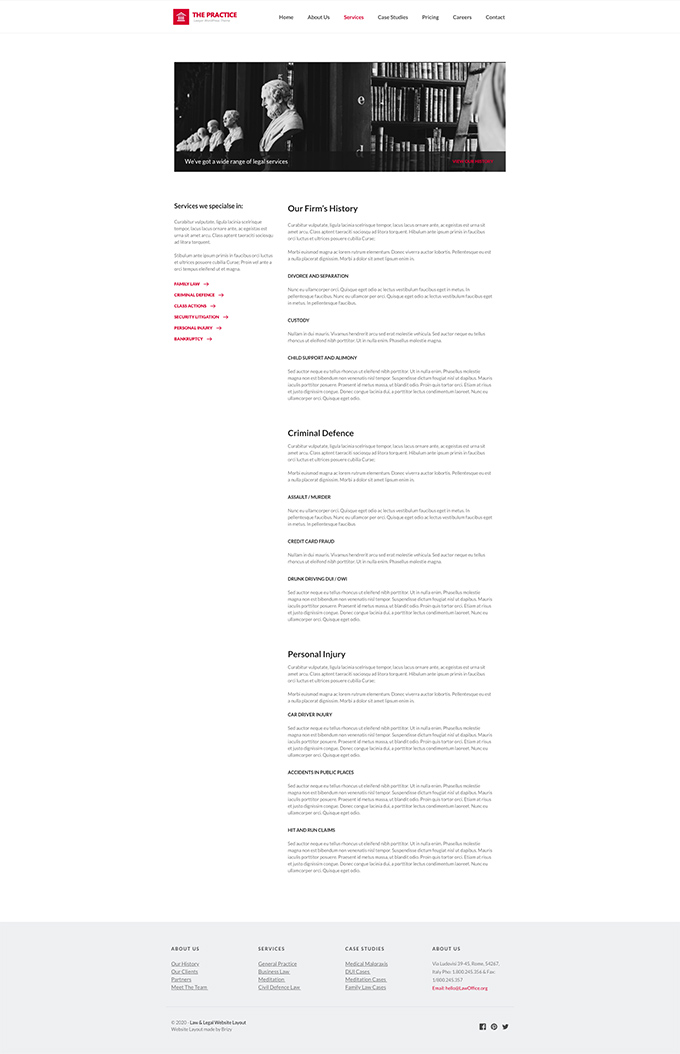 THE PRACTICE
Home About Us Services Case Studies Pricing Careers Contact
e
We've got a wide range of legal services
Services we specialse in:
Curabitur vulputate, ligula lacinia scelrisque
tempor, lacus lacus ornare ante, ac egestas est urna
sit amet arcu. Class aptent taeraciti sociosqu
ad litora torquent.
Stibulum ante ipsum primis in faucibus orci luctus
et ultrices posuere cubilia Curae; Proin vel ante a
orci tempus eleifend ut et magna.
FAMILY LAW →
CRIMINAL DEFENCE →
CLASS ACTIONS →
SECURITY LITIGATION →
PERSONAL INJURY →
BANKRUPTCY →
Our Firm's History
Curabitur vulputate, ligula lacinia scelrisque tempor, lacus lacus ornare ante, ac egestas est urna sit
amet arcu. Class aptent taeraciti sociosqu ad litora torquent. Hibulum ante ipsum primis in faucibus
orci luctus et ultrices posuere cubilia Curae;
Morbi euismod magna ac lorem rutrum elementum. Donec viverra auctor lobortis. Pellentesque eu est
a nulla placerat dignissim. Morbi a dolor sit amet lipsum enim in.
DIVORCE AND SEPARATION
Nunc eu ullamcorper orci. Quisque eget odio ac lectus vestibulum faucibus eget in metus. In
pellentesque faucibus. Nunc eu ullamcor per orci. Quisque eget odio ac lectus vestibulum faucibus eget
in metus. In pellentesque faucibus.
CUSTODY
Nullam in dui mauris. Vivamus hendrerit arcu sed erat molestie vehicula. Sed auctor neque eu tellus
rhoncus ut eleifend nibh porttitor. Ut in nulla enim. Phasellus molestie magna.
CHILD SUPPORT AND ALIMONY
Sed auctor neque eu tellus rhoncus ut eleifend nibh porttitor. Ut in nulla enim. Phasellus molestie
magna non est bibendum non venenatis nisl tempor. Suspendisse dictum feugiat nisl ut dapibus. Mauris
iaculis porttitor posuere. Praesent id metus massa, ut blandit odio. Proin quis tortor orci. Etiam at risus
et justo dignissim congue. Donec congue lacinia dui, a porttitor lectus condimentum laoreet. Nunc eu
ullamcorper orci. Quisque eget odio.
Criminal Defence
Curabitur vulputate, ligula lacinia scelrisque tempor, lacus lacus ornare ante, ac egestas est urna sit
amet arcu. Class aptent taeraciti sociosqu ad litora torquent. Hibulum ante ipsum primis in faucibus
orci luctus et ultrices posuere cubilia Curae;
Morbi euismod magna ac lorem rutrum elementum. Donec viverra auctor lobortis. Pellentesque eu est
a nulla placerat dignissim. Morbi a dolor sit amet lipsum enim in.
ASSAULT / MURDER
Nunc eu ullamcorper orci. Quisque eget odio ac lectus vestibulum faucibus eget in metus. In
pellentesque faucibus. Nunc eu ullamcor per orci. Quisque eget odio ac lectus vestibulum faucibus eget
in metus. In pellentesque faucibus.
CREDIT CARD FRAUD
Nullam in dui mauris. Vivamus hendrerit arcu sed erat molestie vehicula. Sed auctor neque eu tellus
rhoncus ut eleifend nibh porttitor. Ut in nulla enim. Phasellus molestie magna.
DRUNK DRIVING DUI / OWI
Sed auctor neque eu tellus rhoncus ut eleifend nibh porttitor. Ut in nulla enim. Phasellus molestie
magna non est bibendum non venenatis nisl tempor. Suspendisse dictum feugiat nisl ut dapibus. Mauris
iaculis porttitor posuere. Praesent id metus massa, ut blandit odio. Proin quis tortor orci. Etiam at risus
et justo dignissim congue. Donec congue lacinia dui, a porttitor lectus condimentum laoreet. Nunc eu
ullamcorper orci. Quisque eget odio.
Personal Injury
Curabitur vulputate, ligula lacinia scelrisque tempor, lacus lacus ornare ante, ac egestas est urna sit
amet arcu. Class aptent taeraciti sociosqu ad litora torquent. Hibulum ante ipsum primis in faucibus
orci luctus et ultrices posuere cubilia Curae;
Morbi euismod magna ac lorem rutrum elementum. Donec viverra auctor lobortis. Pellentesque eu est
a nulla placerat dignissim. Morbi a dolor sit amet lipsum enim in.
CAR DRIVER INJURY
Sed auctor neque eu tellus rhoncus ut eleifend nibh porttitor. Ut in nulla enim. Phasellus molestie
magna non est bibendum non venenatis nisl tempor. Suspendisse dictum feugiat nisl ut dapibus. Mauris
iaculis porttitor posuere. Praesent id metus massa, ut blandit odio. Proin quis tortor orci. Etiam at risus
et justo dignissim congue. Donec congue lacinia dui, a porttitor lectus condimentum laoreet. Nunc eu
ullamcorper orci. Quisque eget odio.
ACCIDENTS IN PUBLIC PLACES
Sed auctor neque eu tellus rhoncus ut eleifend nibh porttitor. Ut in nulla enim. Phasellus molestie
magna non est bibendum non venenatis nisl tempor. Suspendisse dictum feugiat nisl ut dapibus. Mauris
iaculis porttitor posuere. Praesent id metus massa, ut blandit odio. Proin quis tortor orci. Etiam at risus
et justo dignissim congue. Donec congue lacinia dui, a porttitor lectus condimentum laoreet. Nunc eu
ullamcorper orci. Quisque eget odio.
HIT AND RUN CLAIMS
Sed auctor neque eu tellus rhoncus ut eleifend nibh porttitor. Ut in nulla enim. Phasellus molestie
magna non est bibendum non venenatis nisl tempor. Suspendisse dictum feugiat nisl ut dapibus. Mauris
iaculis porttitor posuere. Praesent id metus massa, ut blandit odio. Proin quis tortor orci. Etiam at risus
et justo dignissim congue. Donec congue lacinia dui, a porttitor lectus condimentum laoreet. Nunc eu
ullamcorper orci. Quisque eget odio.
ABOUT US
Our History
Our Clients
Partners
Meet The Team
SERVICES
General Practice
Business Law
Meditation
Civil Defence Law
CASE STUDIES
Medical Malpraxis
DUI Cases
Meditation Cases
Family Law Cases
ABOUT US
Via Ludovisi 39-45, Rome, 54267,
Italy Pho: 1.800.245.356 & Fax:
1.800.245.357
Email: hello@LawOffice.org
© 2020 - Law & Legal Website Layout
Website Layout made by Brizy